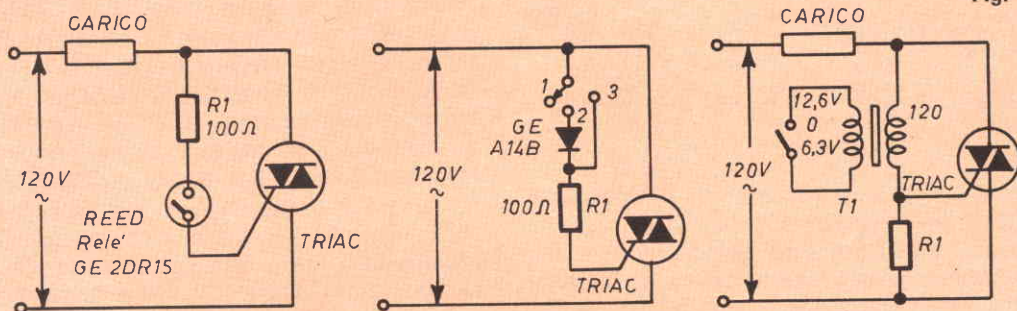 Fig.
CARICO
R1
100Ω
120V
~
REED
Rele'
GE 2DR15
TRIAC
1
3
2
GE
A14B
120V
~
100Ω R1
TRIAC
CARICO
12,6V
0
6,3V
120
120V
~
T1
TRIAC
R1